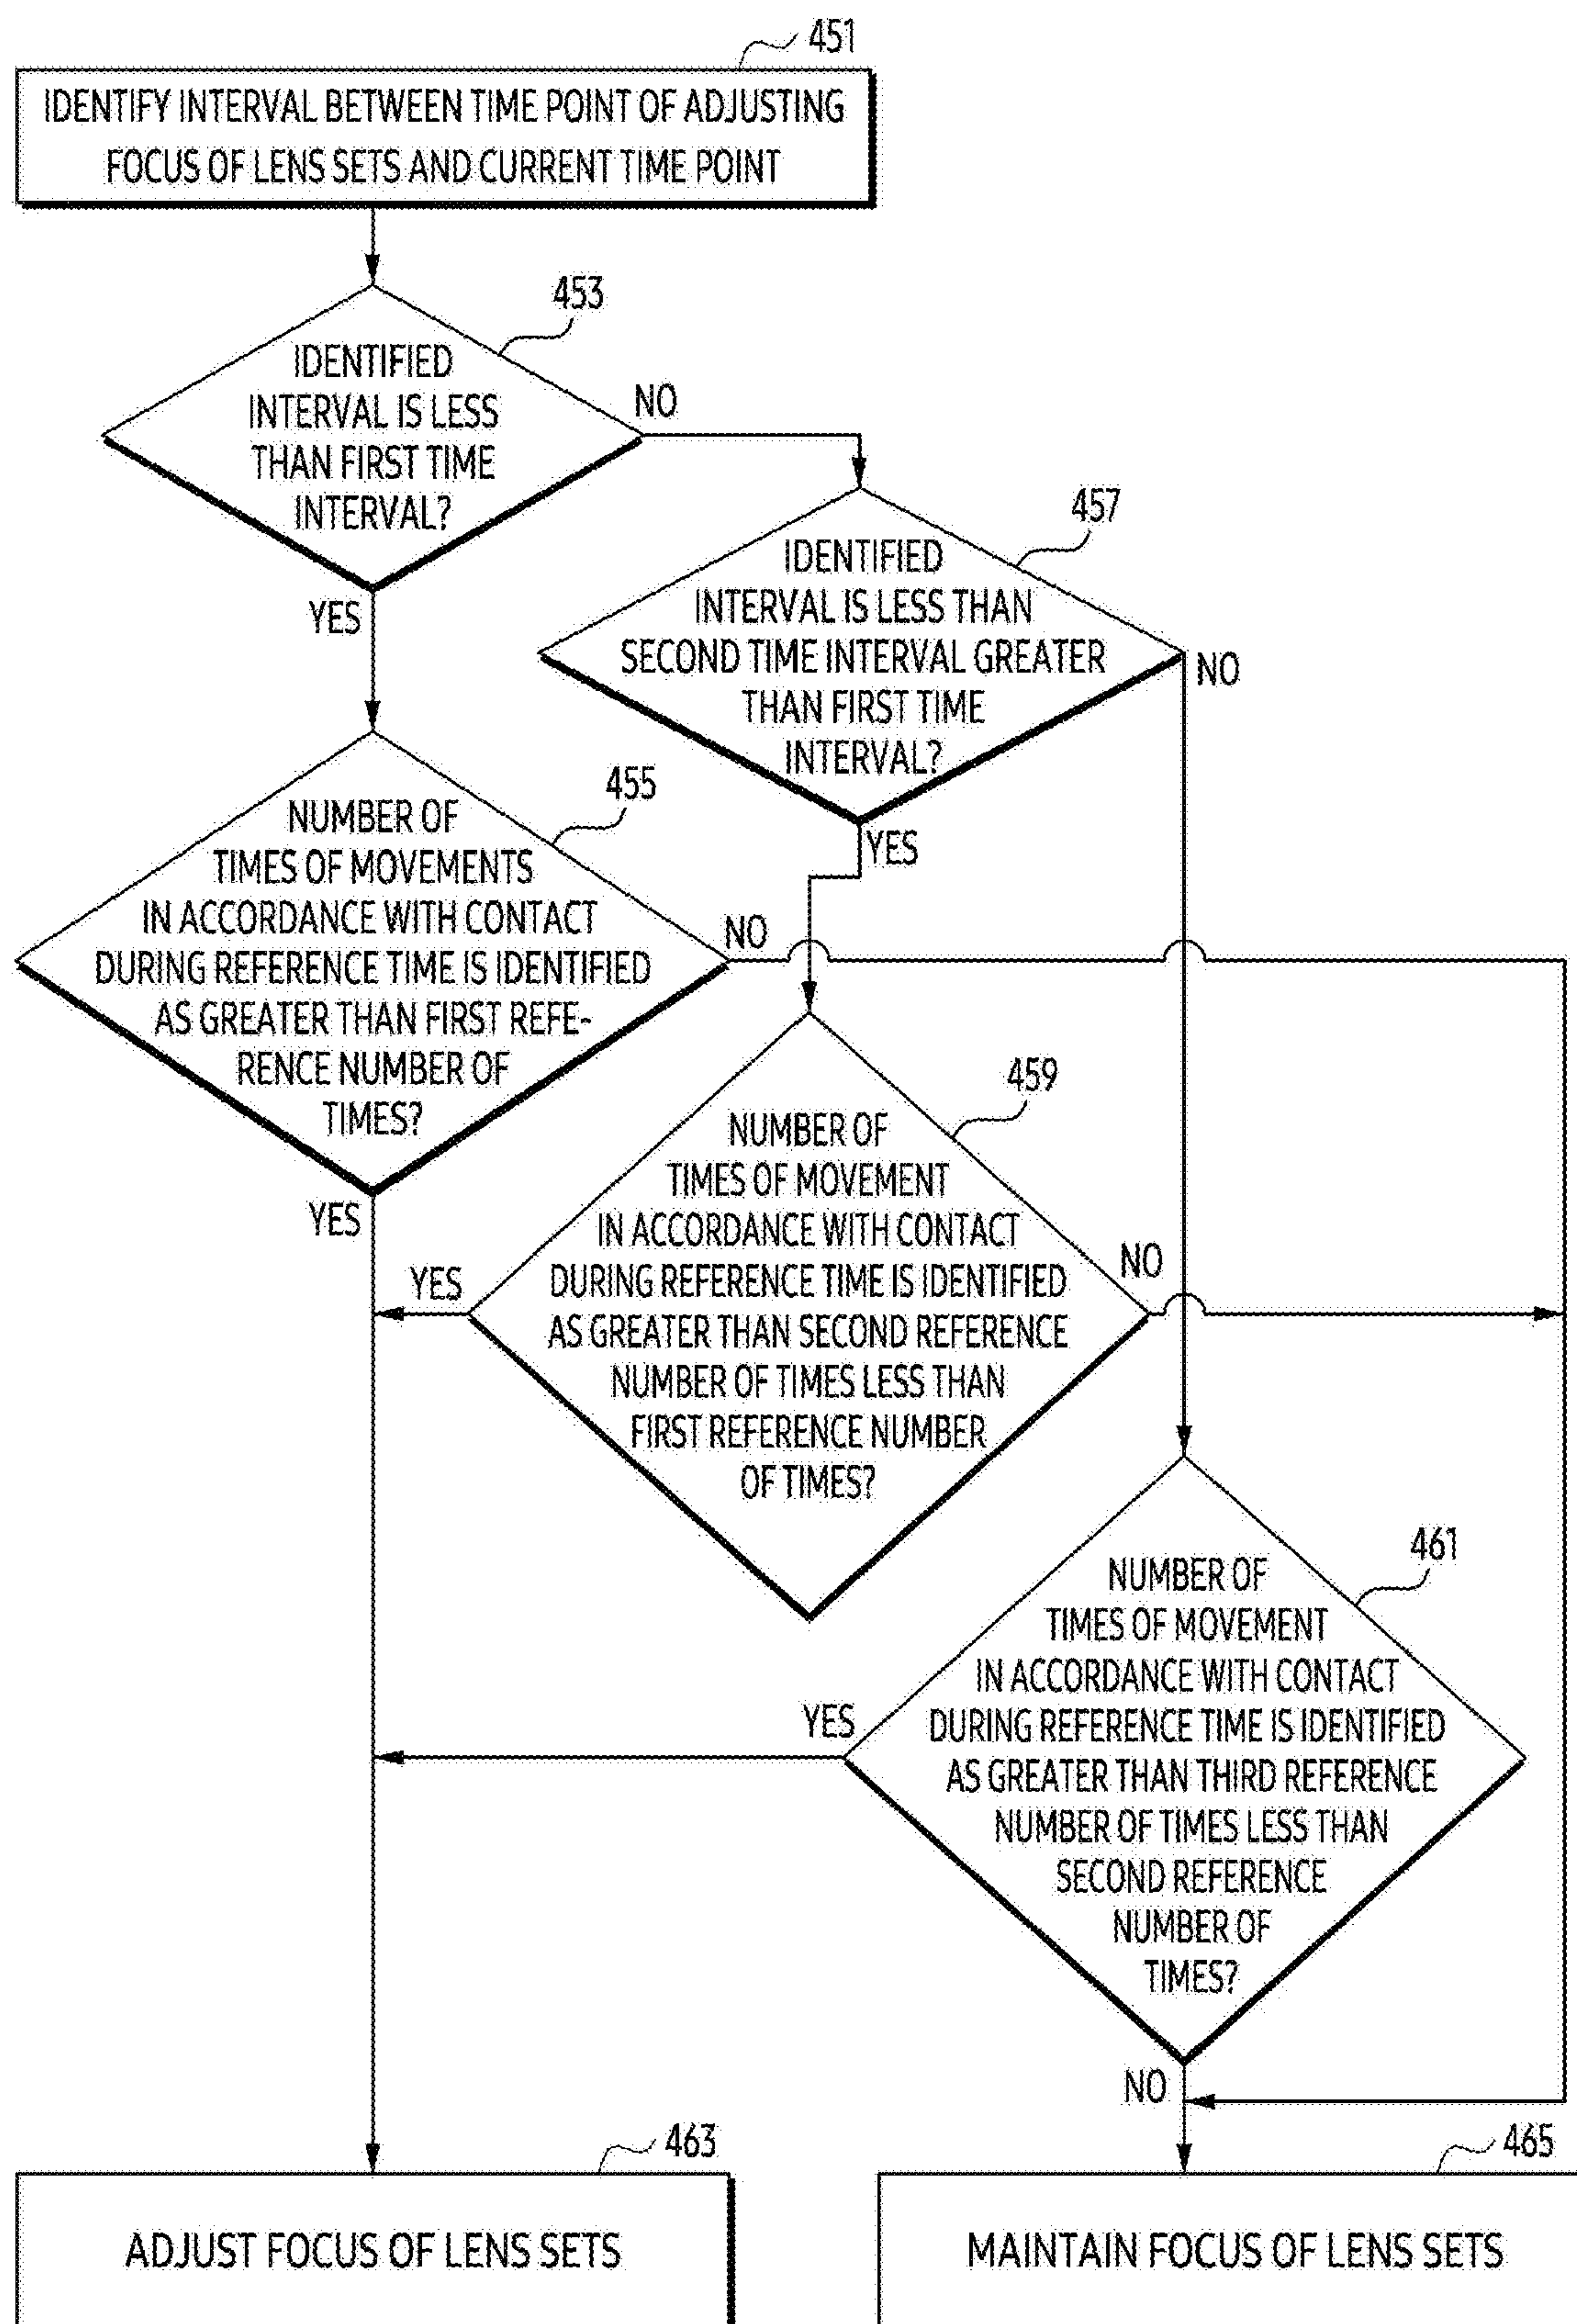 451
IDENTIFY INTERVAL BETWEEN TIME POINT OF ADJUSTING
FOCUS OF LENS SETS AND CURRENT TIME POINT
453
IDENTIFIED
INTERVAL IS LESS
THAN FIRST TIME
INTERVAL?
NO
YES
457
IDENTIFIED
INTERVAL IS LESS THAN
SECOND TIME INTERVAL GREATER
THAN FIRST TIME
INTERVAL?
NO
YES
455
NUMBER OF
TIMES OF MOVEMENTS
IN ACCORDANCE WITH CONTACT
DURING REFERENCE TIME IS IDENTIFIED
AS GREATER THAN FIRST REFE-
RENCE NUMBER OF
TIMES?
NO
YES
459
NUMBER OF
TIMES OF MOVEMENT
IN ACCORDANCE WITH CONTACT
DURING REFERENCE TIME IS IDENTIFIED
AS GREATER THAN SECOND REFERENCE
NUMBER OF TIMES LESS THAN
FIRST REFERENCE NUMBER
OF TIMES?
YES
NO
461
NUMBER OF
TIMES OF MOVEMENT
IN ACCORDANCE WITH CONTACT
DURING REFERENCE TIME IS IDENTIFIED
AS GREATER THAN THIRD REFERENCE
NUMBER OF TIMES LESS THAN
SECOND REFERENCE
NUMBER OF
TIMES?
YES
NO
463
ADJUST FOCUS OF LENS SETS
465
MAINTAIN FOCUS OF LENS SETS